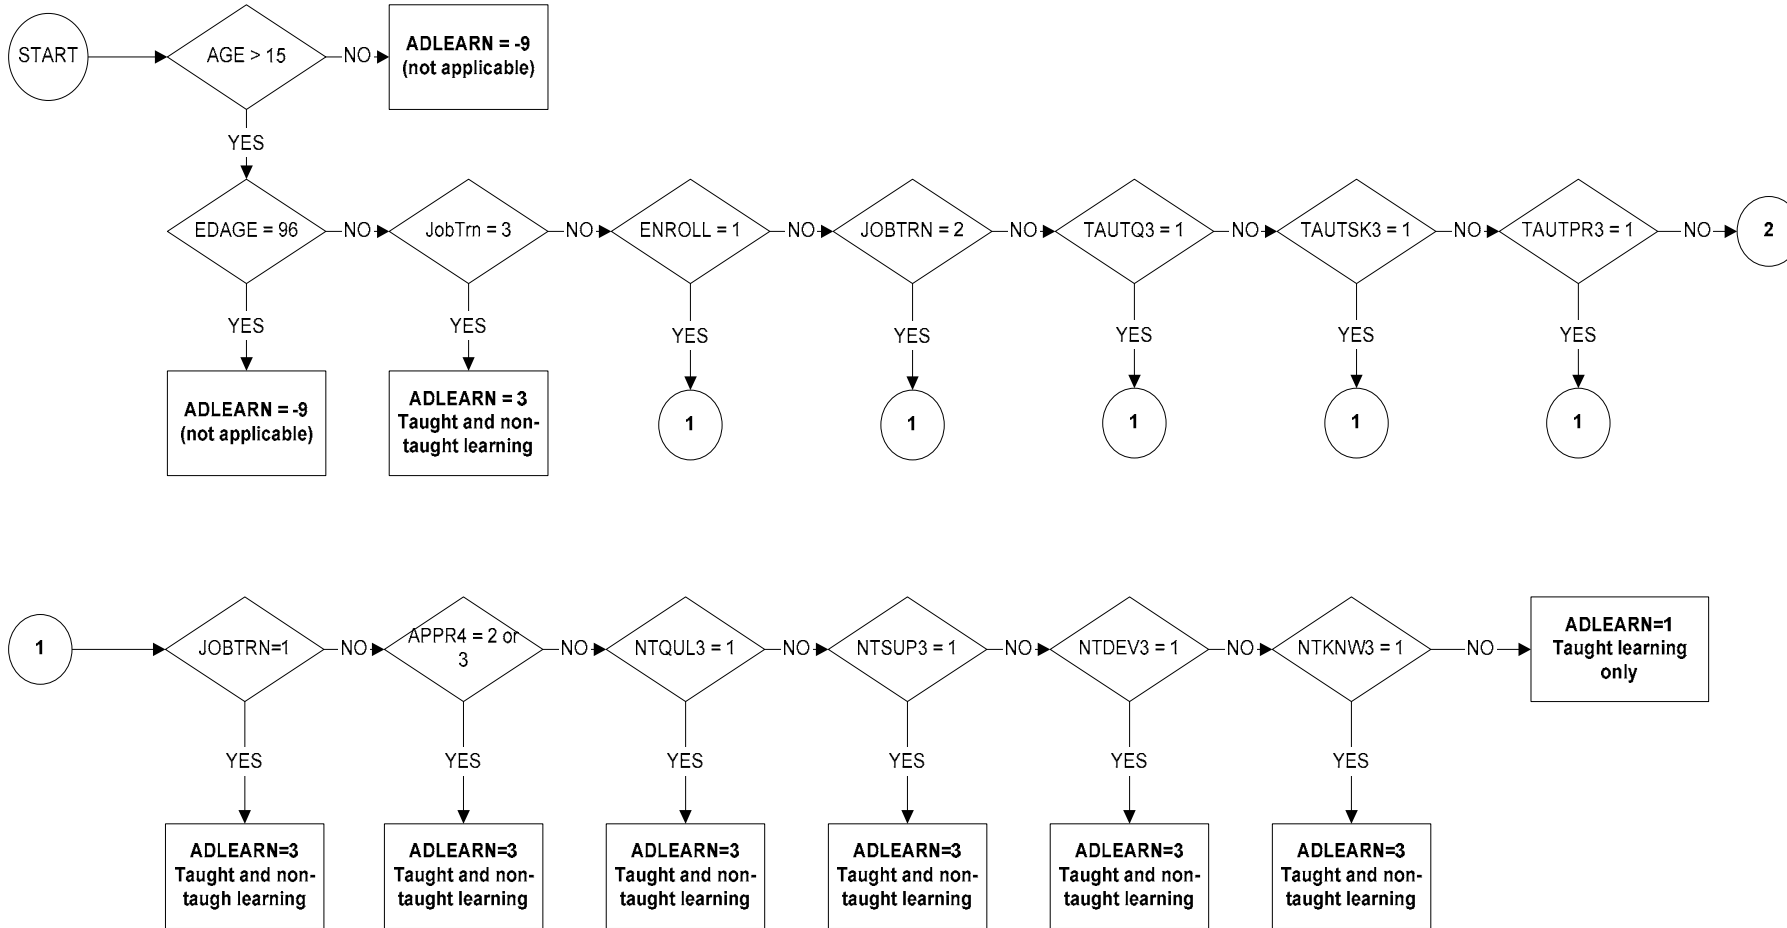 START
AGE > 15
NO
ADLEARN = -9
(not applicable)
YES
EDAGE = 96
NO
JobTrn = 3
NO
ENROLL = 1
NO
JOBTRN = 2
NO
TAUTQ3 = 1
NO
TAUTSK3 = 1
NO
TAUTPR3 = 1
NO
2
YES
YES
YES
YES
YES
YES
YES
ADLEARN = -9
(not applicable)
ADLEARN = 3
Taught and non-
taught learning
1
1
1
1
1
1
JOBTRN=1
NO
APPR4 = 2 or
3
NO
NTQUL3 = 1
NO
NTSUP3 = 1
NO
NTDEV3 = 1
NO
NTKNW3 = 1
NO
ADLEARN=1
Taught learning
only
YES
YES
YES
YES
YES
YES
ADLEARN=3
Taught and non-
taugh learning
ADLEARN=3
Taught and non-
taught learning
ADLEARN=3
Taught and non-
taught learning
ADLEARN=3
Taught and non-
taught learning
ADLEARN=3
Taught and non-
taught learning
ADLEARN=3
Taught and non-
taught learning